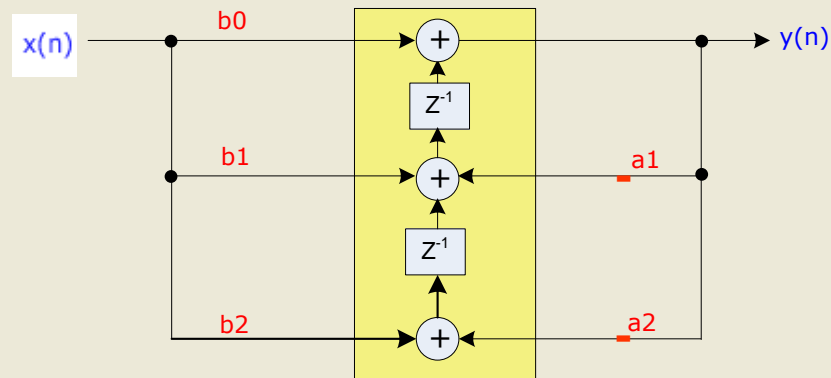 b0
x(n) + y(n)
Z⁻¹
b1 + a1
Z⁻¹
b2 + a2